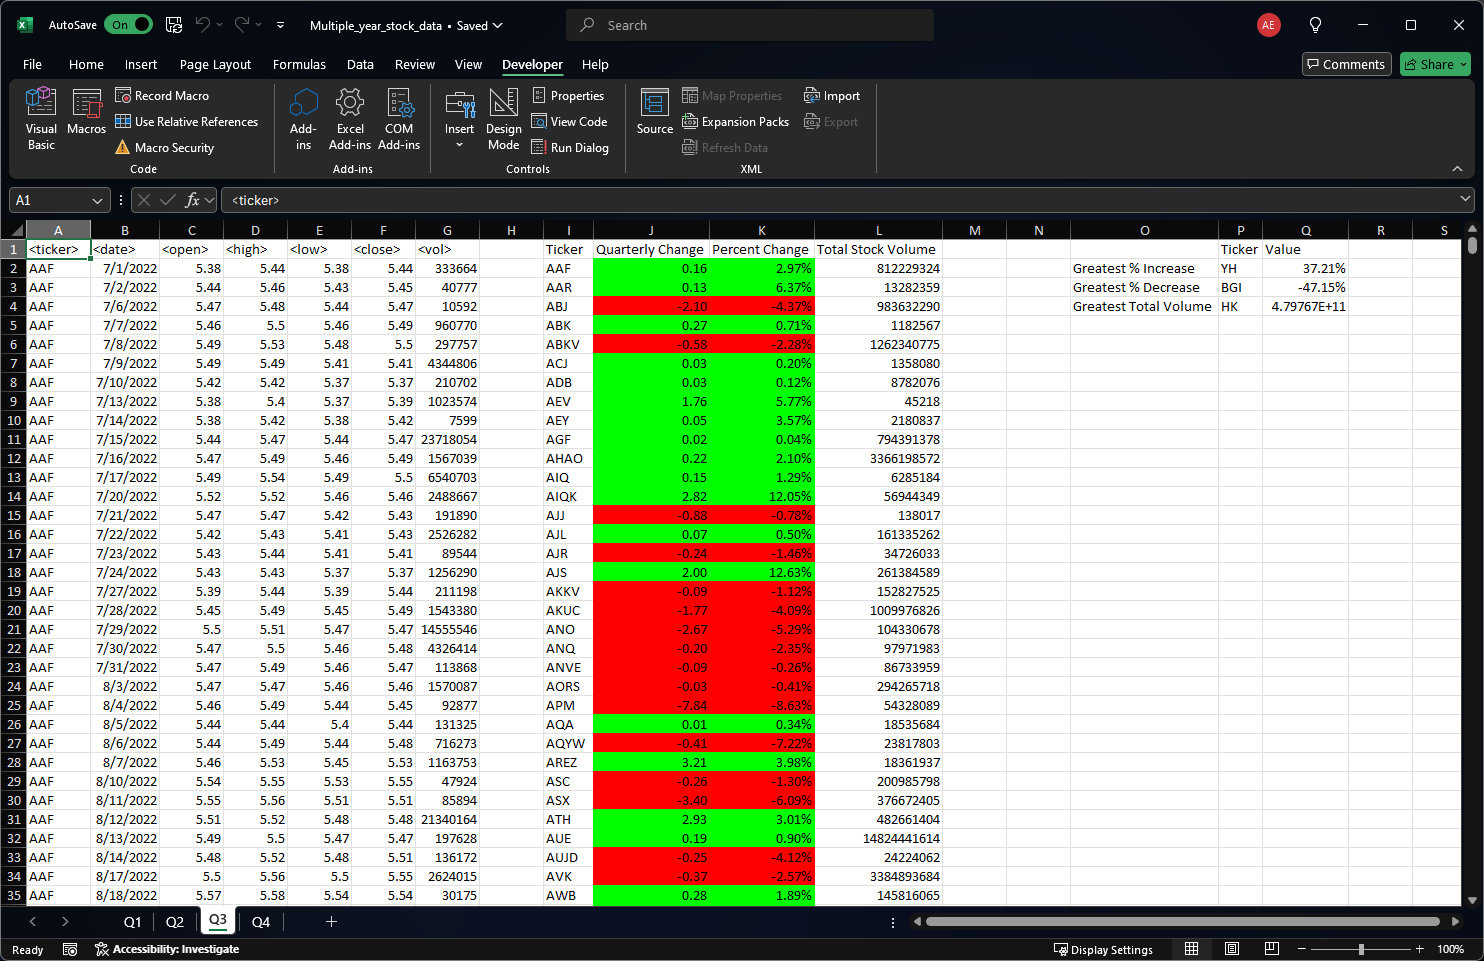 AutoSave On Multiple_year_stock_data • Saved Search AE
File Home Insert Page Layout Formulas Data Review View Developer Help Comments Share
Visual Basic Macros Record Macro Use Relative References Macro Security Code
Add-ins Excel Add-ins COM Add-ins Add-ins
Insert Design Mode Properties View Code Run Dialog Controls
Source Map Properties Expansion Packs Refresh Data Import Export XML
A1 fx <ticker>
A B C D E F G H I J K L M N O P Q R S
1 <ticker> <date> <open> <high> <low> <close> <vol> Ticker Quarterly Change Percent Change Total Stock Volume Ticker Value
2 AAF 7/1/2022 5.38 5.44 5.38 5.44 333664 AAF 0.16 2.97% 812229324 Greatest % Increase YH 37.21%
3 AAF 7/2/2022 5.44 5.46 5.43 5.45 40777 AAR 0.13 6.37% 13282359 Greatest % Decrease BGI -47.15%
4 AAF 7/6/2022 5.47 5.48 5.44 5.47 10592 ABJ -2.10 -4.37% 983632290 Greatest Total Volume HK 4.79767E+11
5 AAF 7/7/2022 5.46 5.5 5.46 5.49 960770 ABK 0.27 0.71% 1182567
6 AAF 7/8/2022 5.49 5.53 5.48 5.5 297757 ABKV -0.58 -2.28% 1262340775
7 AAF 7/9/2022 5.49 5.49 5.41 5.41 4344806 ACJ 0.03 0.20% 1358080
8 AAF 7/10/2022 5.42 5.42 5.37 5.37 210702 ADB 0.03 0.12% 8782076
9 AAF 7/13/2022 5.38 5.4 5.37 5.39 1023574 AEV 1.76 5.77% 45218
10 AAF 7/14/2022 5.38 5.42 5.38 5.42 7599 AEY 0.05 3.57% 2180837
11 AAF 7/15/2022 5.44 5.47 5.44 5.47 23718054 AGF 0.02 0.04% 794391378
12 AAF 7/16/2022 5.47 5.49 5.46 5.49 1567039 AHAO 0.22 2.10% 3366198572
13 AAF 7/17/2022 5.49 5.54 5.49 5.5 6540703 AIQ 0.15 1.29% 6285184
14 AAF 7/20/2022 5.52 5.52 5.46 5.46 2488667 AIQK 2.82 12.05% 56944349
15 AAF 7/21/2022 5.47 5.47 5.42 5.43 191890 AJJ -0.88 -0.78% 138017
16 AAF 7/22/2022 5.42 5.43 5.41 5.43 2526282 AJL 0.07 0.50% 161335262
17 AAF 7/23/2022 5.43 5.44 5.41 5.41 89544 AJR -0.24 -1.46% 34726033
18 AAF 7/24/2022 5.43 5.43 5.37 5.37 1256290 AJS 2.00 12.63% 261384589
19 AAF 7/27/2022 5.39 5.44 5.39 5.44 211198 AKKV -0.09 -1.12% 152827525
20 AAF 7/28/2022 5.45 5.49 5.45 5.49 1543380 AKUC -1.77 -4.09% 1009976826
21 AAF 7/29/2022 5.5 5.51 5.47 5.47 14555546 ANO -2.67 -5.29% 104330678
22 AAF 7/30/2022 5.47 5.5 5.46 5.48 4326414 ANQ -0.20 -2.35% 97971983
23 AAF 7/31/2022 5.47 5.49 5.46 5.47 113868 ANVE -0.09 -0.26% 86733959
24 AAF 8/3/2022 5.47 5.47 5.46 5.46 1570087 AORS -0.03 -0.41% 294265718
25 AAF 8/4/2022 5.46 5.49 5.44 5.45 92877 APM -7.84 -8.63% 54328089
26 AAF 8/5/2022 5.44 5.44 5.4 5.44 131325 AQA 0.01 0.34% 18535684
27 AAF 8/6/2022 5.44 5.49 5.44 5.48 716273 AQYW -0.41 -7.22% 23817803
28 AAF 8/7/2022 5.46 5.53 5.45 5.53 1163753 AREZ 3.21 3.98% 18361937
29 AAF 8/10/2022 5.54 5.55 5.53 5.55 47924 ASC -0.26 -1.30% 200985798
30 AAF 8/11/2022 5.55 5.56 5.51 5.51 85894 ASX -3.40 -6.09% 376672405
31 AAF 8/12/2022 5.51 5.52 5.48 5.48 21340164 ATH 2.93 3.01% 482661404
32 AAF 8/13/2022 5.49 5.5 5.47 5.47 197628 AUE 0.19 0.90% 14824441614
33 AAF 8/14/2022 5.48 5.52 5.48 5.51 136172 AUJD -0.25 -4.12% 24224062
34 AAF 8/17/2022 5.5 5.56 5.5 5.55 2624015 AVK -0.37 -2.57% 3384893684
35 AAF 8/18/2022 5.57 5.58 5.54 5.54 30175 AWB 0.28 1.89% 145816065
Q1 Q2 Q3 Q4
Ready Accessibility: Investigate Display Settings 100%